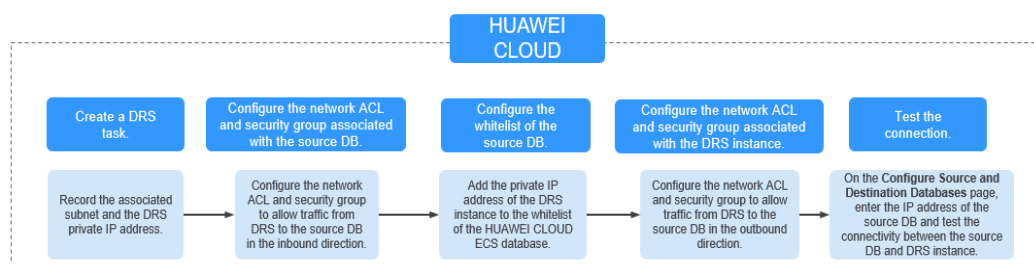 HUAWEI
CLOUD
Create a DRS
task.
Configure the network ACL
and security group associated
with the source DB.
Configure the
whitelist of the
source DB.
Configure the network ACL
and security group associated
with the DRS instance.
Test the
connection.
Record the associated
subnet and the DRS
private IP address.
Configure the network
ACL and security group
to allow traffic from
DRS to the source DB
in the inbound direction.
Add the private IP
address of the DRS
instance to the whitelist
of the HUAWEI CLOUD
ECS database.
Configure the network ACL
and security group to allow
traffic from DRS to the
source DB in the outbound
direction.
On the Configure Source and
Destination Databases page,
enter the IP address of the
source DB and test the
connectivity between the source
DB and DRS instance.